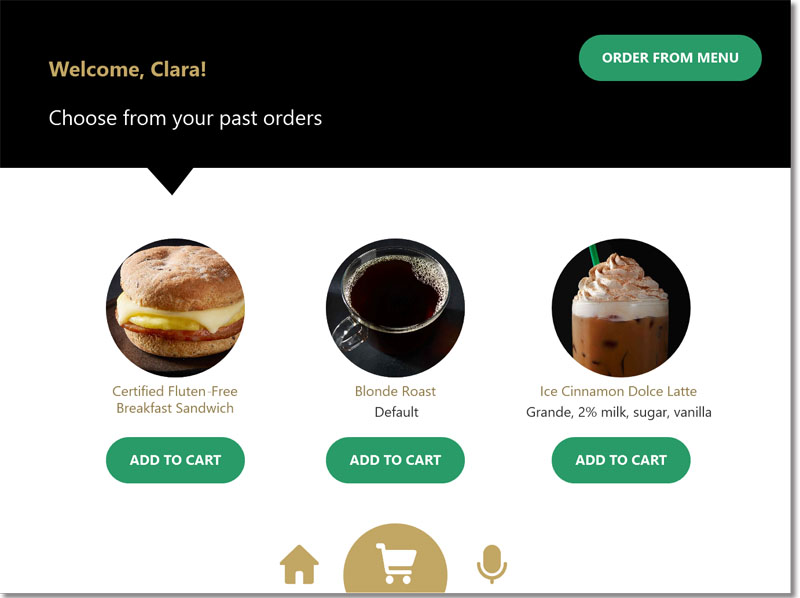 Welcome, Clara!
ORDER FROM MENU
Choose from your past orders
Certified Fluten-Free
Breakfast Sandwich
Blonde Roast
Default
Ice Cinnamon Dolce Latte
Grande, 2% milk, sugar, vanilla
ADD TO CART
ADD TO CART
ADD TO CART